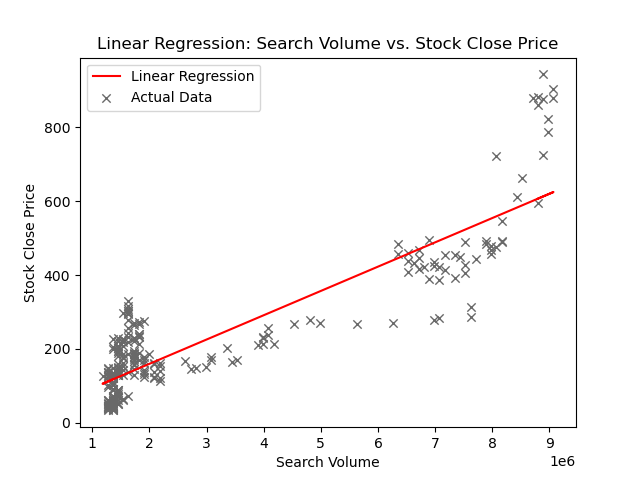 Linear Regression: Search Volume vs. Stock Close Price
Linear Regression
Actual Data
Stock Close Price
800
600
400
200
0
1 2 3 4 5 6 7 8 9
1e6
Search Volume